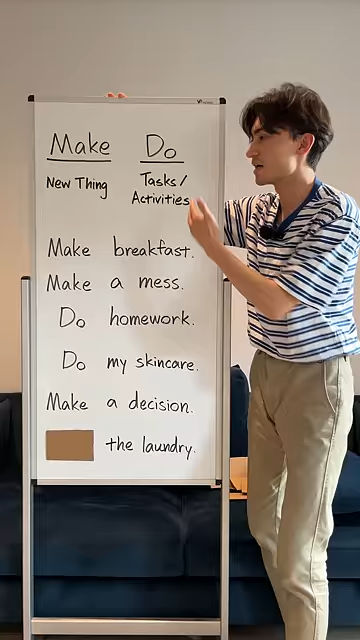 Make Do
New Thing Tasks/
Activities
Make breakfast.
Make a mess.
Do homework.
Do my skincare.
Make a decision.
the laundry.